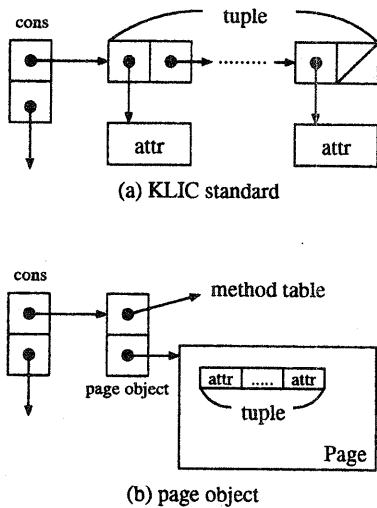 cons
tuple
attr
attr
(a) KLIC standard
cons
method table
page object
attr ..... attr
tuple
Page
(b) page object